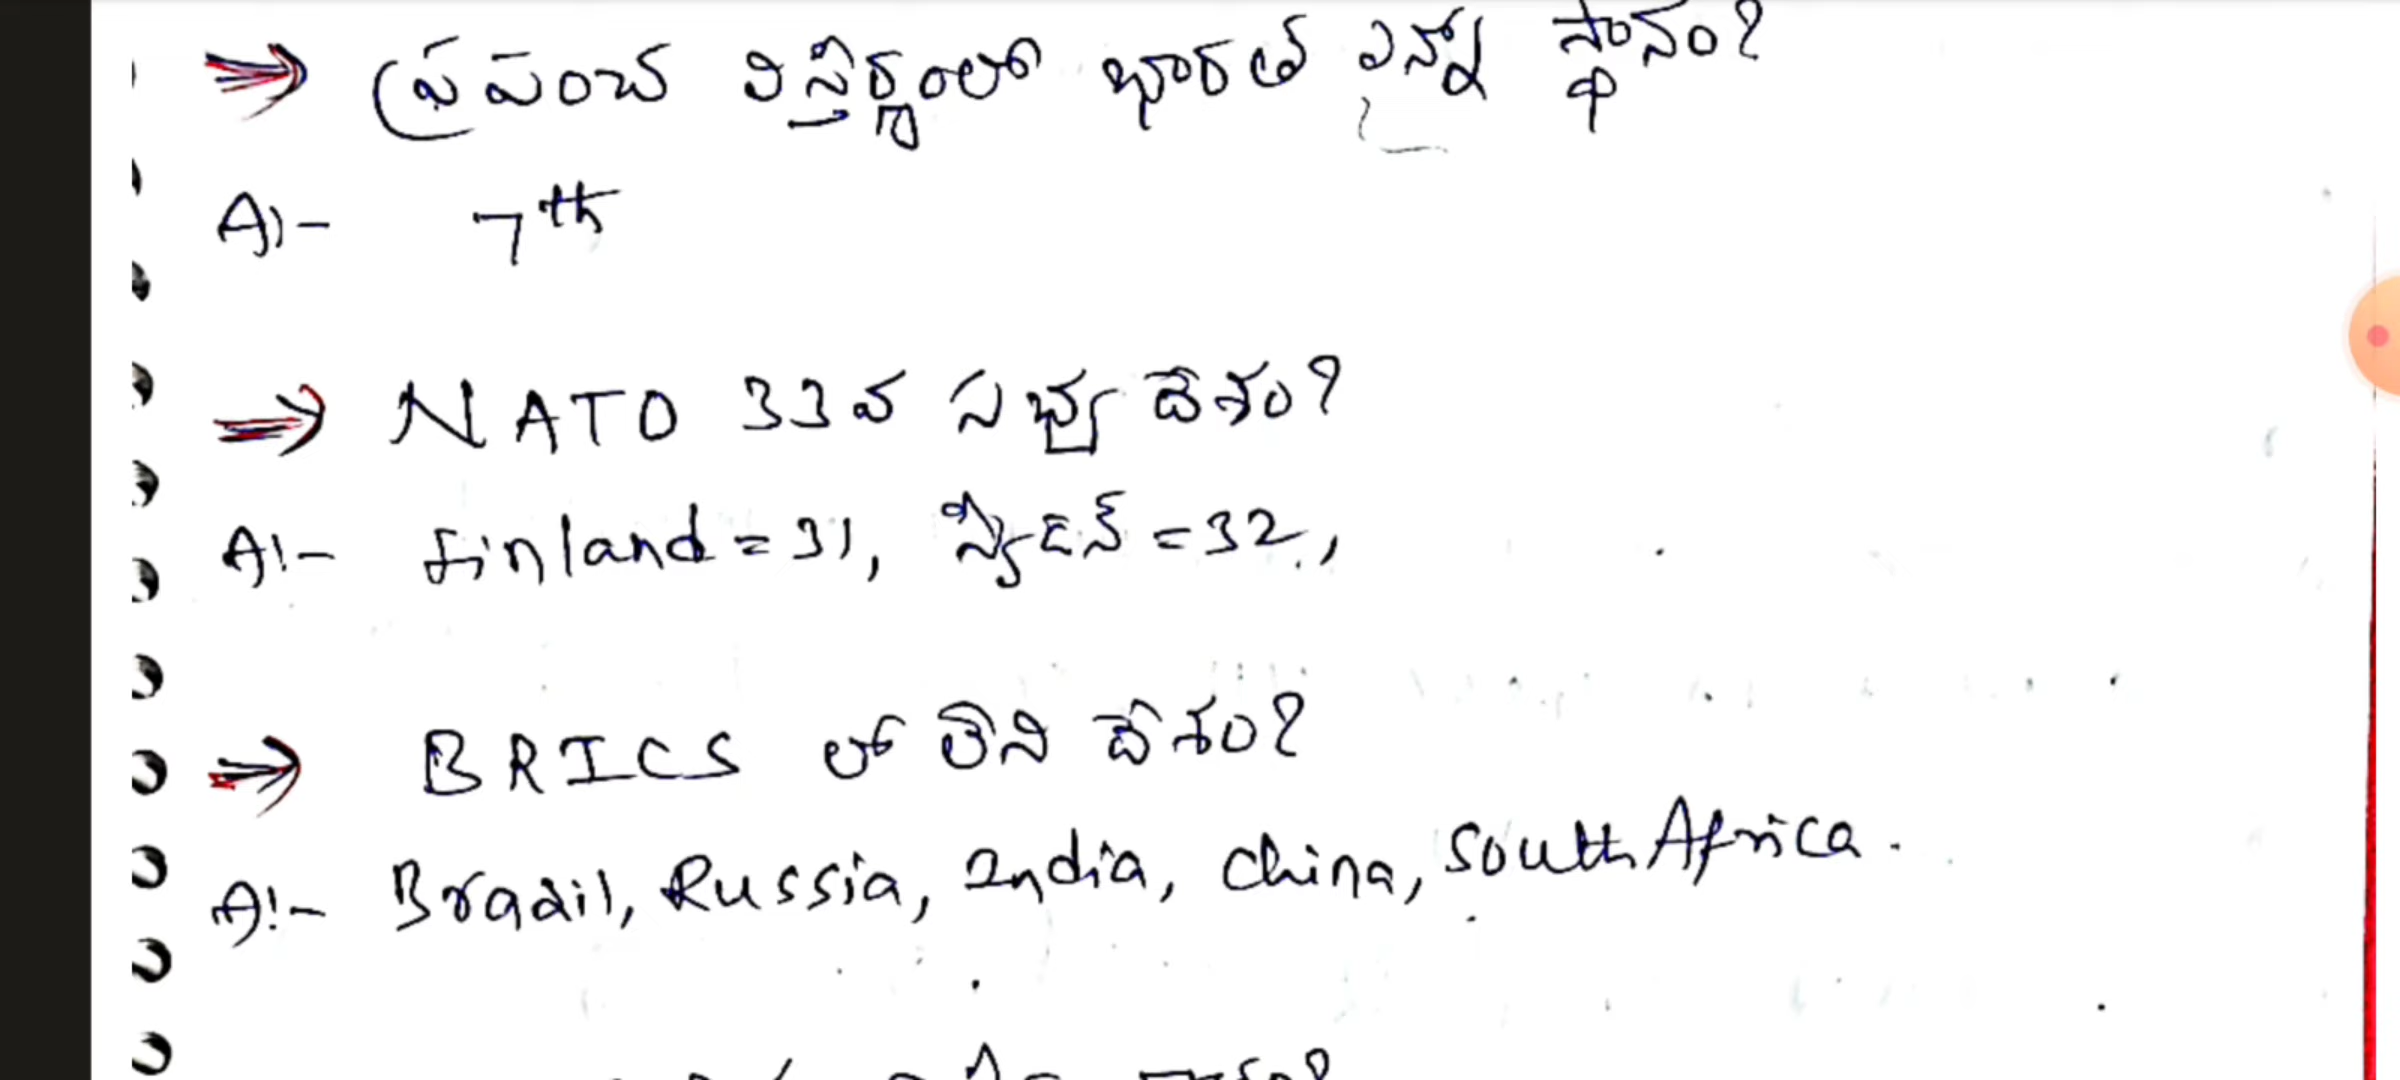 ⇒ ప్రపంచ విస్తీర్ణంలో భారత్ ఎన్నో స్థానం?
A)- 7th
⇒ NATO 33వ సభ్య దేశం?
A!- Finland = 31, స్వీడన్ = 32,
⇒ BRICS లో లేని దేశం?
A!- Brazil, Russia, India, China, South Africa.